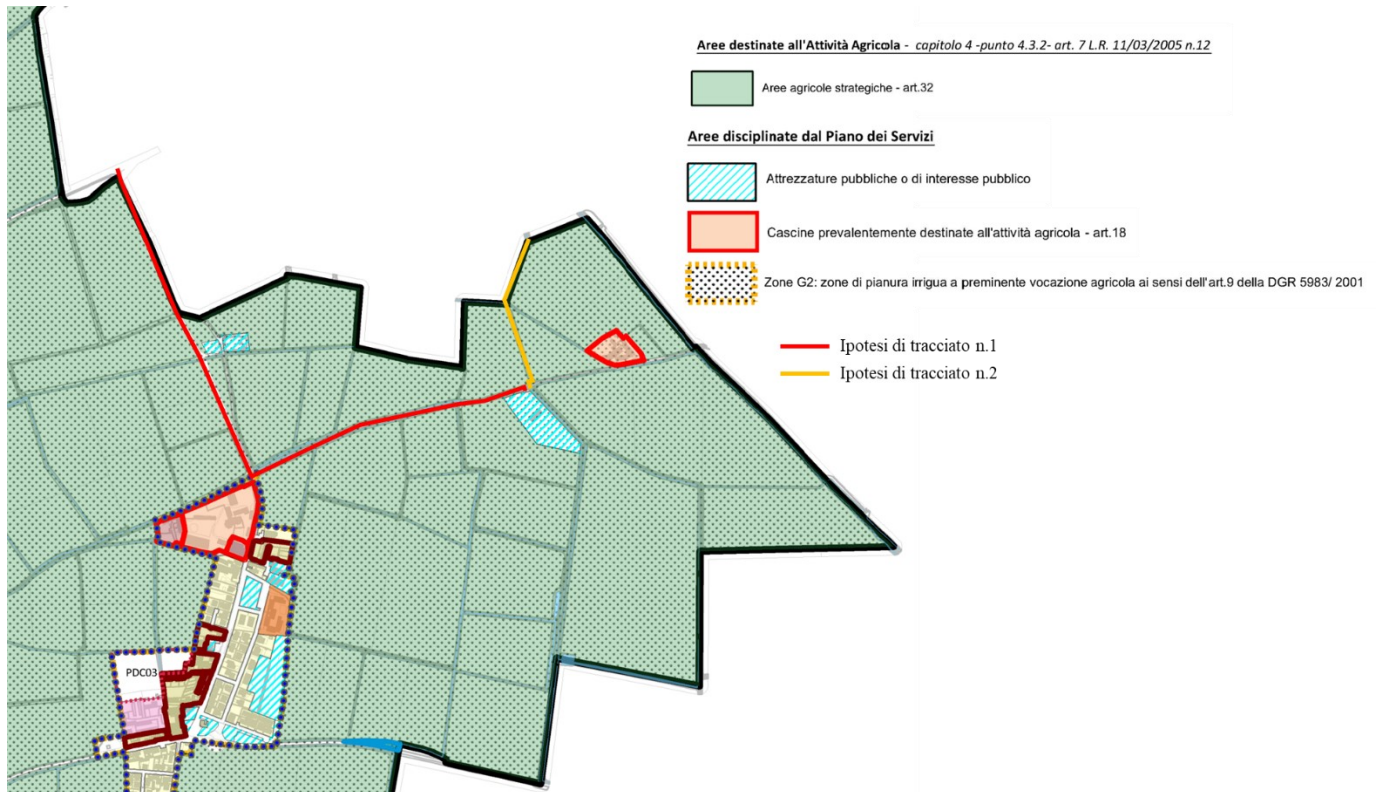 Aree destinate all'Attività Agricola - capitolo 4 -punto 4.3.2- art. 7 L.R. 11/03/2005 n.12
Aree agricole strategiche - art.32
Aree disciplinate dal Piano dei Servizi
Attrezzature pubbliche o di interesse pubblico
Cascine prevalentemente destinate all'attività agricola - art.18
Zone G2: zone di pianura irrigua a preminente vocazione agricola ai sensi dell'art.9 della DGR 5983/ 2001
Ipotesi di tracciato n.1
Ipotesi di tracciato n.2
PDC03